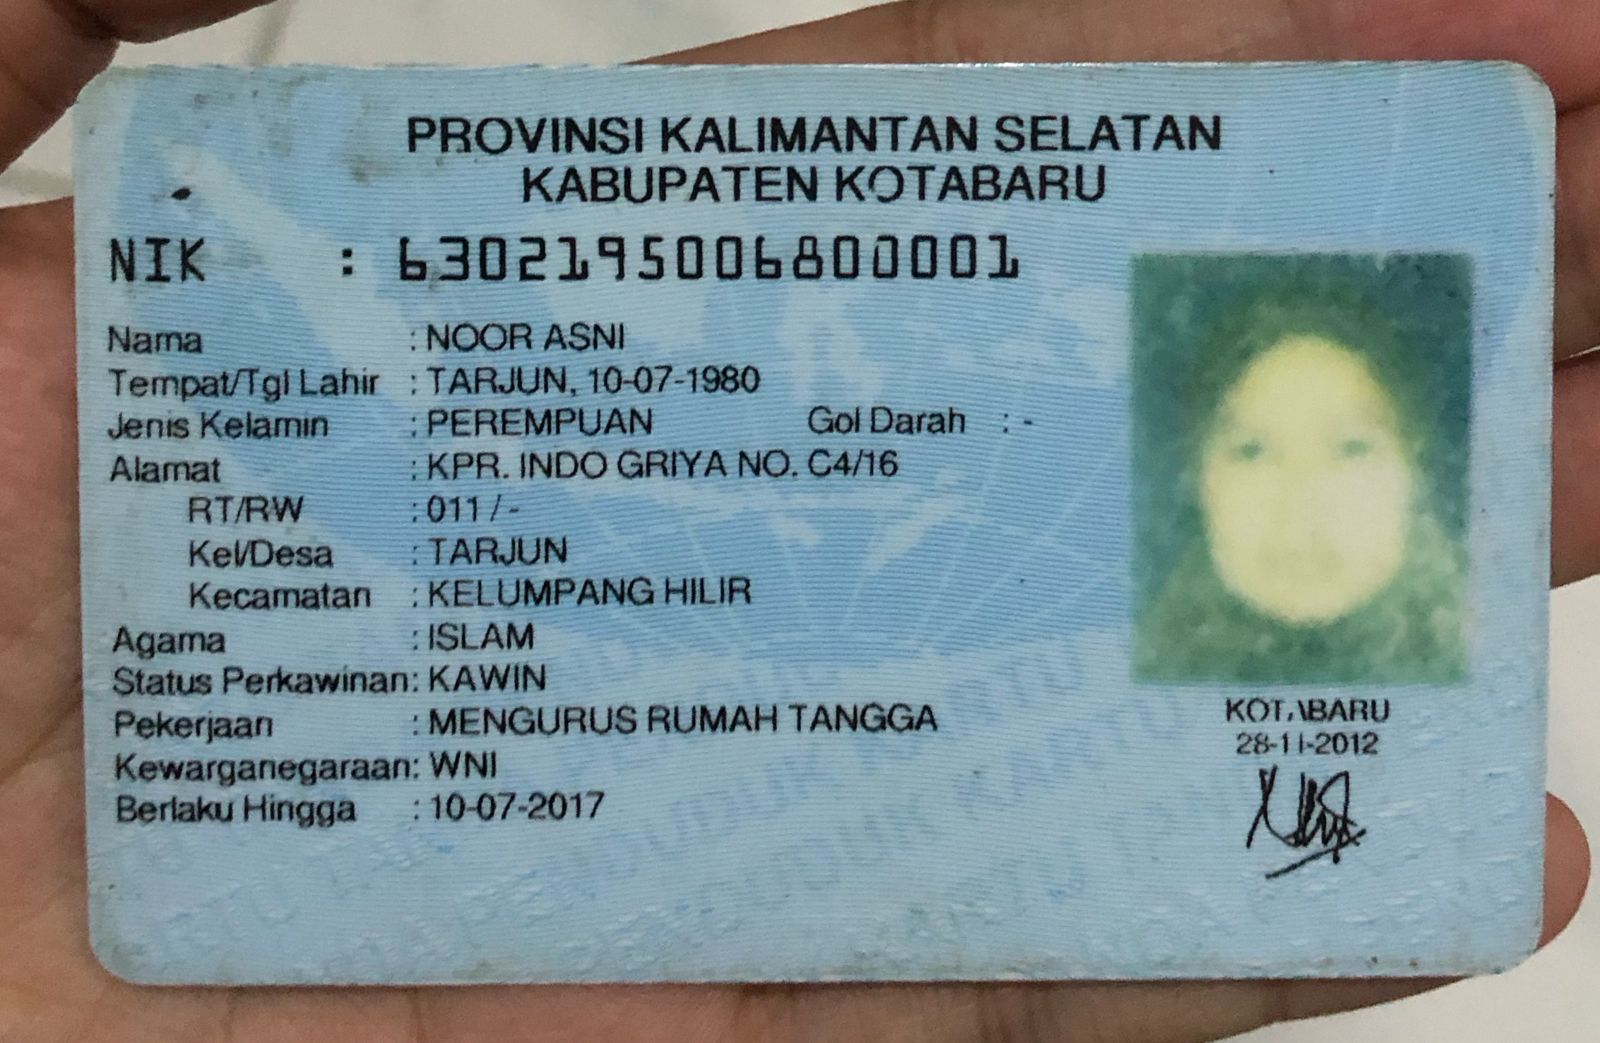 PROVINSI KALIMANTAN SELATAN
KABUPATEN KOTABARU
NIK : 6302195006800001
Nama : NOOR ASNI
Tempat/Tgl Lahir : TARJUN, 10-07-1980
Jenis Kelamin : PEREMPUAN Gol Darah : -
Alamat : KPR. INDO GRIYA NO. C4/16
RT/RW : 011 / -
Kel/Desa : TARJUN
Kecamatan : KELUMPANG HILIR
Agama : ISLAM
Status Perkawinan: KAWIN
Pekerjaan : MENGURUS RUMAH TANGGA
Kewarganegaraan: WNI
Berlaku Hingga : 10-07-2017
KOTABARU
28-11-2012